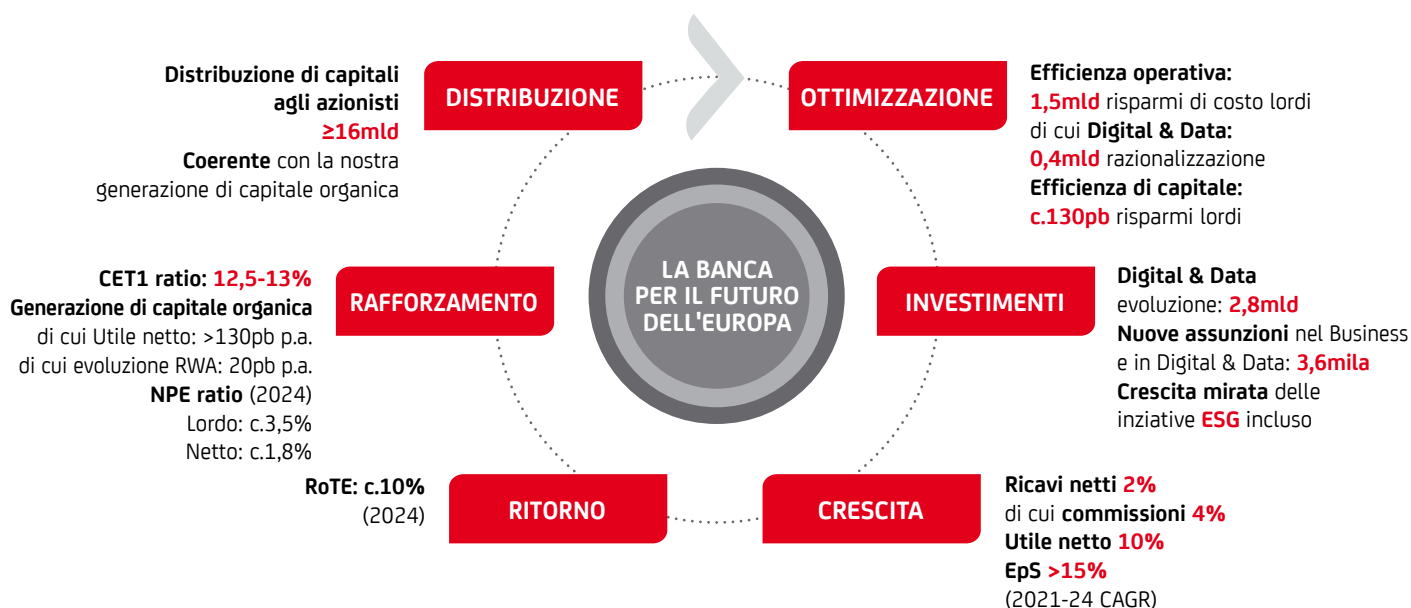 Distribuzione di capitali
agli azionisti
≥16mld
Coerente con la nostra
generazione di capitale organica
DISTRIBUZIONE
OTTIMIZZAZIONE
Efficienza operativa:
1,5mld risparmi di costo lordi
di cui Digital & Data:
0,4mld razionalizzazione
Efficienza di capitale:
c.130pb risparmi lordi
CET1 ratio: 12,5-13%
Generazione di capitale organica
di cui Utile netto: >130pb p.a.
di cui evoluzione RWA: 20pb p.a.
NPE ratio (2024)
Lordo: c.3,5%
Netto: c.1,8%
RAFFORZAMENTO
LA BANCA
PER IL FUTURO
DELL'EUROPA
INVESTIMENTI
Digital & Data
evoluzione: 2,8mld
Nuove assunzioni nel Business
e in Digital & Data: 3,6mila
Crescita mirata delle
inziative ESG incluso
RoTE: c.10%
(2024)
RITORNO
CRESCITA
Ricavi netti 2%
di cui commissioni 4%
Utile netto 10%
EpS >15%
(2021-24 CAGR)